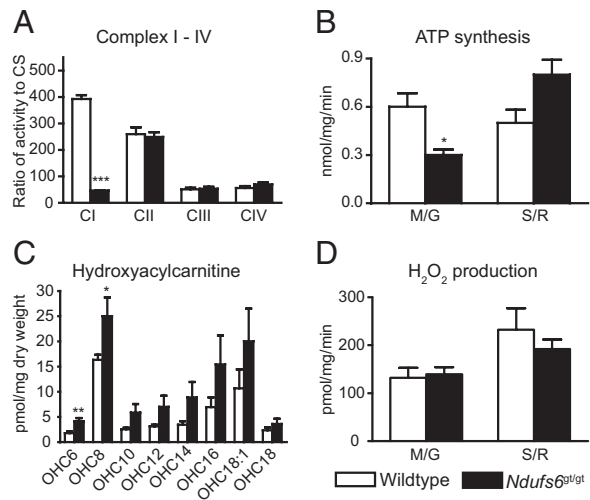 A
Complex I - IV
Ratio of activity to CS
500
400
300
200
100
0
***
CI
CII
CIII
CIV
B
ATP synthesis
nmol/mg/min
0.9
0.6
0.3
0.0
*
M/G
S/R
C
Hydroxyacylcarnitine
pmol/mg dry weight
30
25
20
15
10
5
0
**
*
OHC6
OHC8
OHC10
OHC12
OHC14
OHC16
OHC18:1
OHC18
D
H₂O₂ production
pmol/mg/min
300
200
100
0
M/G
S/R
Wildtype
Ndufs6gt/gt